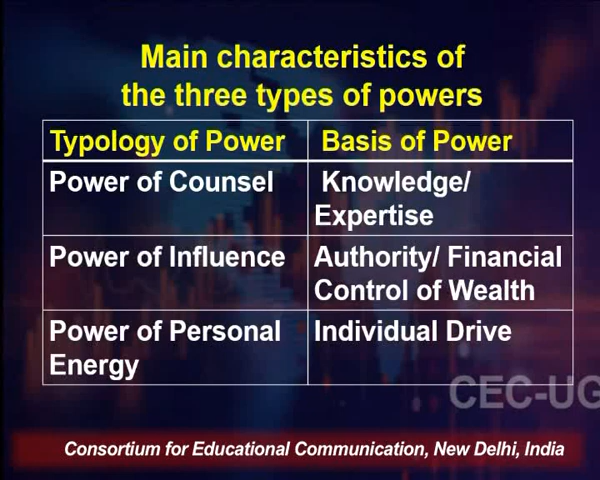 Main characteristics of
the three types of powers
Typology of Power
Basis of Power
Power of Counsel
Knowledge/
Expertise
Power of Influence
Authority/ Financial
Control of Wealth
Power of Personal
Energy
Individual Drive
CEC-UG
Consortium for Educational Communication, New Delhi, India